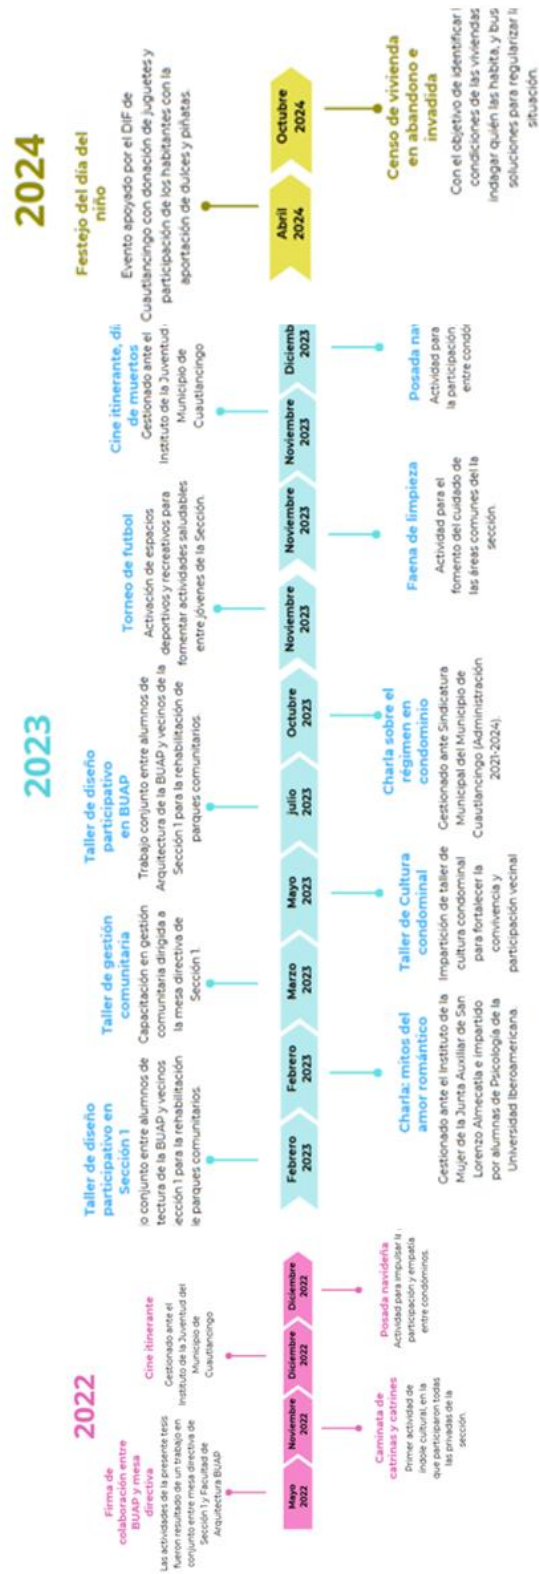 2022
Firma de
colaboración entre
BUAP y mesa
directiva
Las actividades de la presente tesis
fueron resultado de un trabajo en
conjunto entre mesa directiva de
Sección 1 y Facultad de
Arquitectura BUAP
Cine itinerante
Gestionado ante el
Instituto de la Juventud del
Municipio de
Cuautlancingo
Mayo
2022
Noviembre
2022
Diciembre
2022
Diciembre
2022
Caminata de
catrinas y catrines
Primer actividad de
índole cultural, en la
que participaron todas
las privadas de la
sección.
Posada navideña
Actividad para impulsar la
participación y empatía
entre condóminos.
2023
Taller de diseño
participativo en
Sección 1
jo conjunto entre alumnos de
tectura de la BUAP y vecinos
ección 1 para la rehabilitación
le parques comunitarios.
Taller de gestión
comunitaria
Capacitación en gestión
comunitaria dirigida a
la mesa directiva de
Sección 1.
Taller de diseño
participativo
en BUAP
Trabajo conjunto entre alumnos de
Arquitectura de la BUAP y vecinos de la
Sección 1 para la rehabilitación de
parques comunitarios.
Torneo de futbol
Activación de espacios
deportivos y recreativos para
fomentar actividades saludables
entre jóvenes de la Sección.
Cine itinerante, dí
de muertos
Gestionado ante el
Instituto de la Juventud
Municipio de
Cuautlancingo
Febrero
2023
Febrero
2023
Marzo
2023
Mayo
2023
julio
2023
Octubre
2023
Noviembre
2023
Noviembre
2023
Noviembre
2023
Diciemb
2023
Charla: mitos del
amor romántico
Gestionado ante el Instituto de la
Mujer de la Junta Auxiliar de San
Lorenzo Almecatla e impartido
por alumnas de Psicología de la
Universidad Iberoamericana.
Taller de Cultura
condominal
Impartición de taller de
cultura condominal
para fortalecer la
convivencia y
participación vecinal
Charla sobre el
régimen en
condominio
Gestionado ante Sindicatura
Municipal del Municipio de
Cuautlancingo (Administración
2021-2024).
Faena de limpieza
Actividad para el
fomento del cuidado de
las áreas comunes del la
sección.
Posada na
Actividad para
la participación
entre condó
2024
Festejo del día del
niño
Evento apoyado por el DIF de
Cuautlancingo con donación de juguetes y
participación de los habitantes con la
aportación de dulces y piñatas.
Abril
2024
Octubre
2024
Censo de vivienda
en abandono e
invadida
Con el objetivo de identificar l
condiciones de las viviendas
indagar quién las habita, y bus
soluciones para regularizar l
situación.